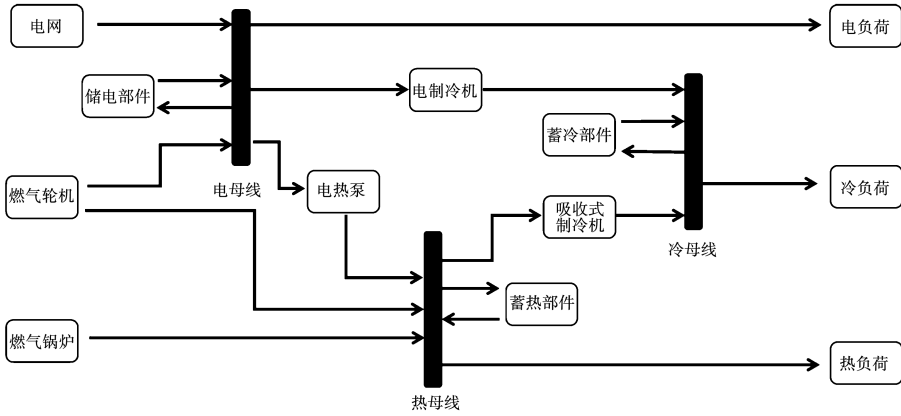 电网
电负荷
储电部件
电制冷机
蓄冷部件
燃气轮机
电母线
电热泵
冷负荷
吸收式
制冷机
冷母线
蓄热部件
燃气锅炉
热负荷
热母线